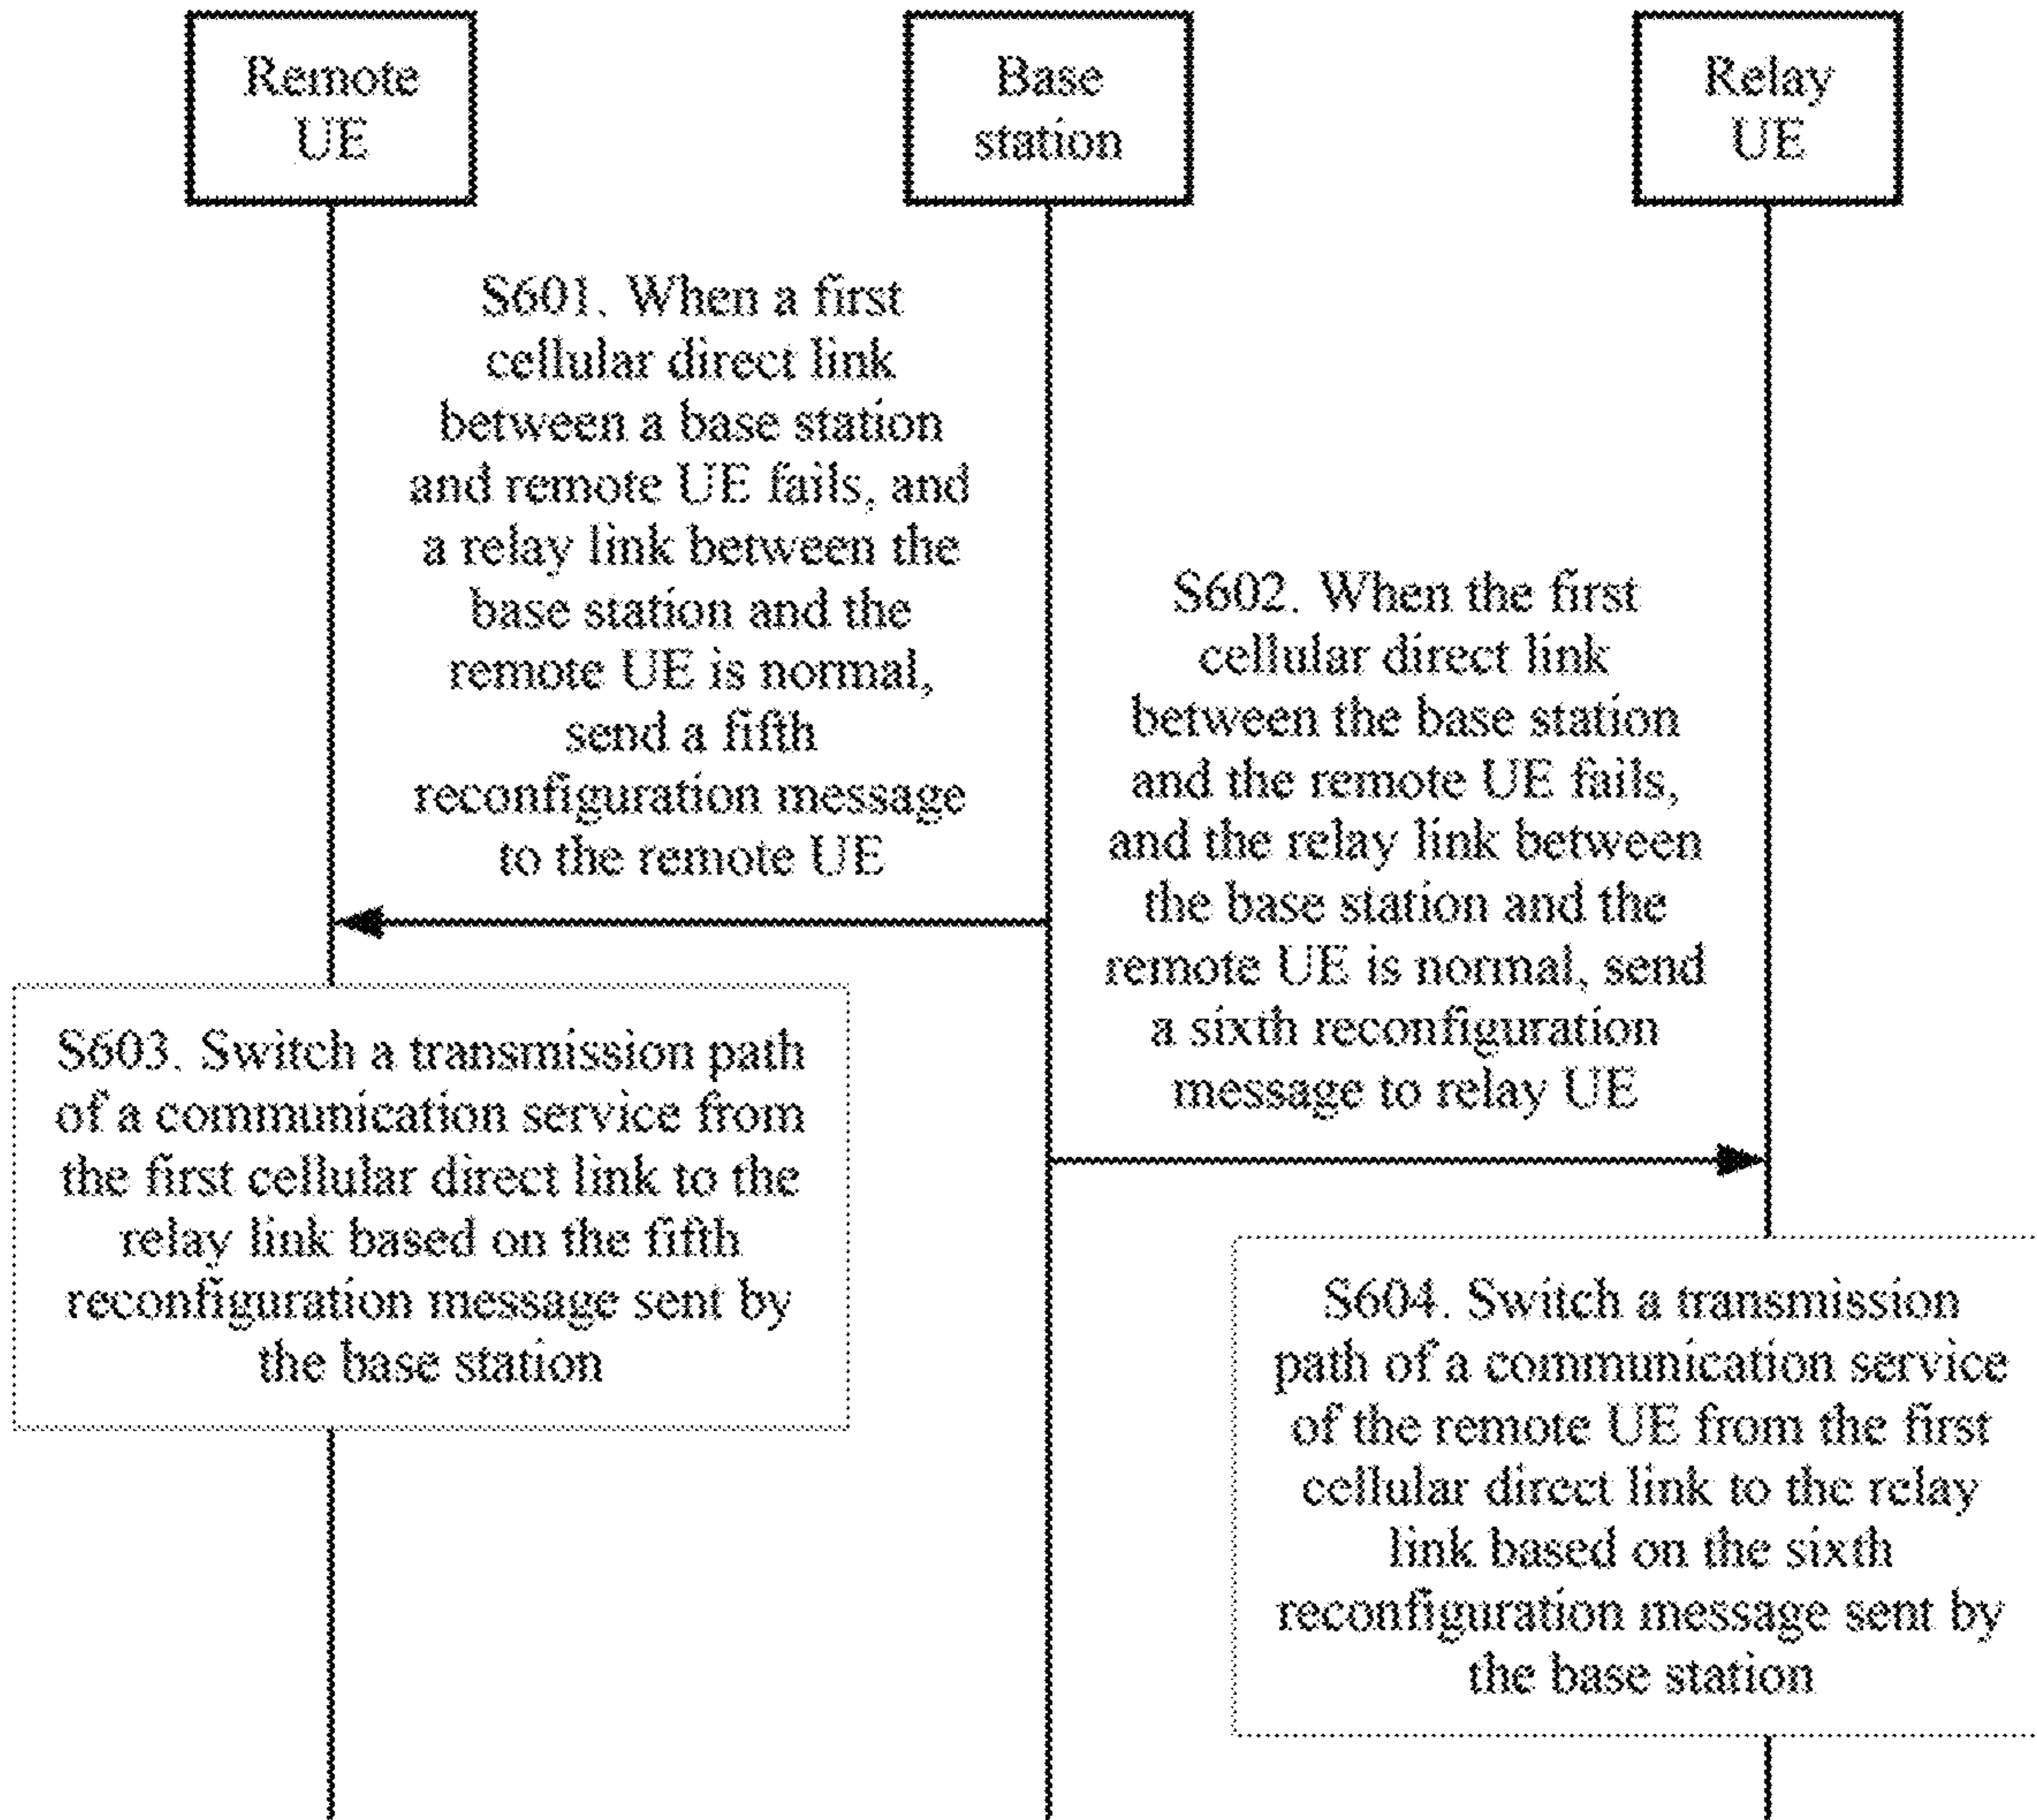 Remote
UE
Base
station
Relay
UE
S601. When a first
cellular direct link
between a base station
and remote UE fails, and
a relay link between the
base station and the
remote UE is normal,
send a fifth
reconfiguration message
to the remote UE
S602. When the first
cellular direct link
between the base station
and the remote UE fails,
and the relay link between
the base station and the
remote UE is normal, send
a sixth reconfiguration
message to relay UE
S603. Switch a transmission path
of a communication service from
the first cellular direct link to the
relay link based on the fifth
reconfiguration message sent by
the base station
S604. Switch a transmission
path of a communication service
of the remote UE from the first
cellular direct link to the relay
link based on the sixth
reconfiguration message sent by
the base station